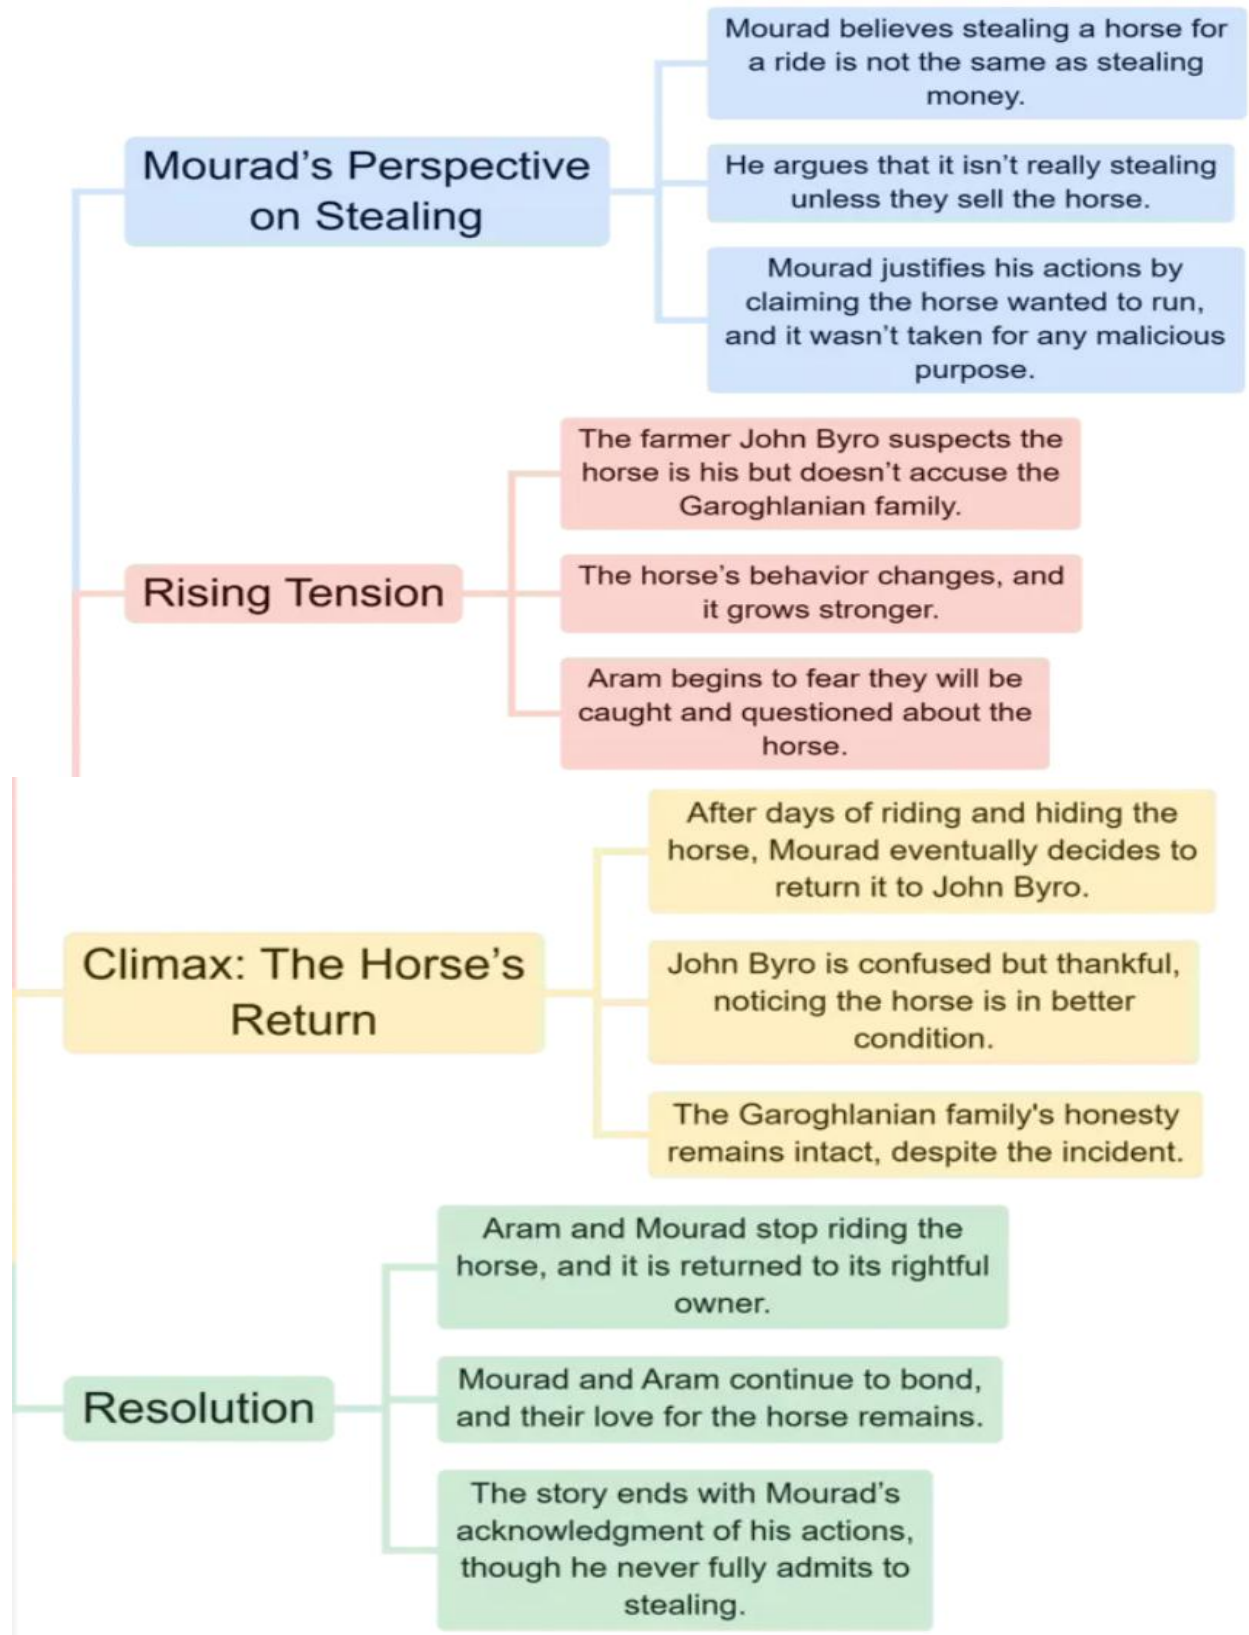 Mourad's Perspective
on Stealing
Mourad believes stealing a horse for
a ride is not the same as stealing
money.
He argues that it isn't really stealing
unless they sell the horse.
Mourad justifies his actions by
claiming the horse wanted to run,
and it wasn't taken for any malicious
purpose.
Rising Tension
The farmer John Byro suspects the
horse is his but doesn't accuse the
Garoghlanian family.
The horse's behavior changes, and
it grows stronger.
Aram begins to fear they will be
caught and questioned about the
horse.
Climax: The Horse's
Return
After days of riding and hiding the
horse, Mourad eventually decides to
return it to John Byro.
John Byro is confused but thankful,
noticing the horse is in better
condition.
The Garoghlanian family's honesty
remains intact, despite the incident.
Resolution
Aram and Mourad stop riding the
horse, and it is returned to its rightful
owner.
Mourad and Aram continue to bond,
and their love for the horse remains.
The story ends with Mourad's
acknowledgment of his actions,
though he never fully admits to
stealing.